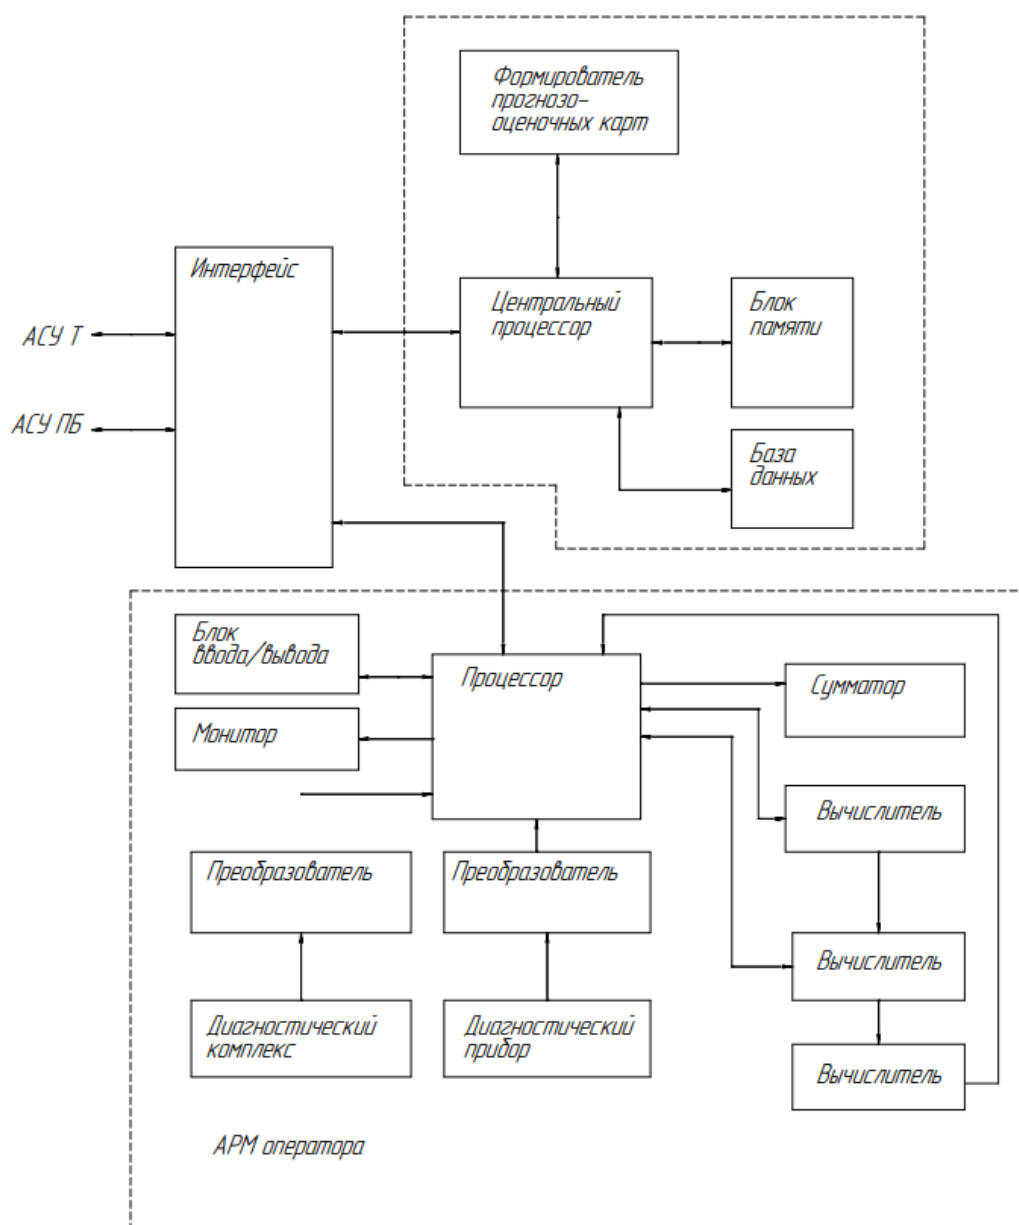 Формирователь
прогнозо-
оценочных карт
Интерфейс
Центральный
процессор
Блок
памяти
АСУ Т
АСУ ПБ
База
данных
Блок
ввода/вывода
Процессор
Сумматор
Монитор
Вычислитель
Преобразователь
Преобразователь
Вычислитель
Диагностический
комплекс
Диагностический
прибор
Вычислитель
АРМ оператора